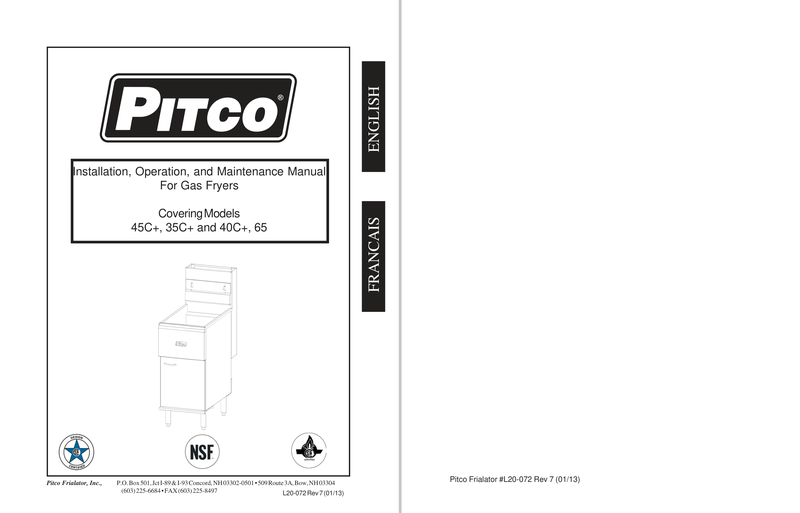 PITCO®
Installation, Operation, and Maintenance Manual
For Gas Fryers
Covering Models
45C+, 35C+ and 40C+, 65
ENGLISH
FRANCAIS
NSF
Pitco Frialator, Inc., P.O. Box 501, Jct I-89 & I-93 Concord, NH 03302-0501 • 509 Route 3A, Bow, NH 03304
(603) 225-6684 • FAX (603) 225-8497
L20-072 Rev 7 (01/13)
Pitco Frialator #L20-072 Rev 7 (01/13)